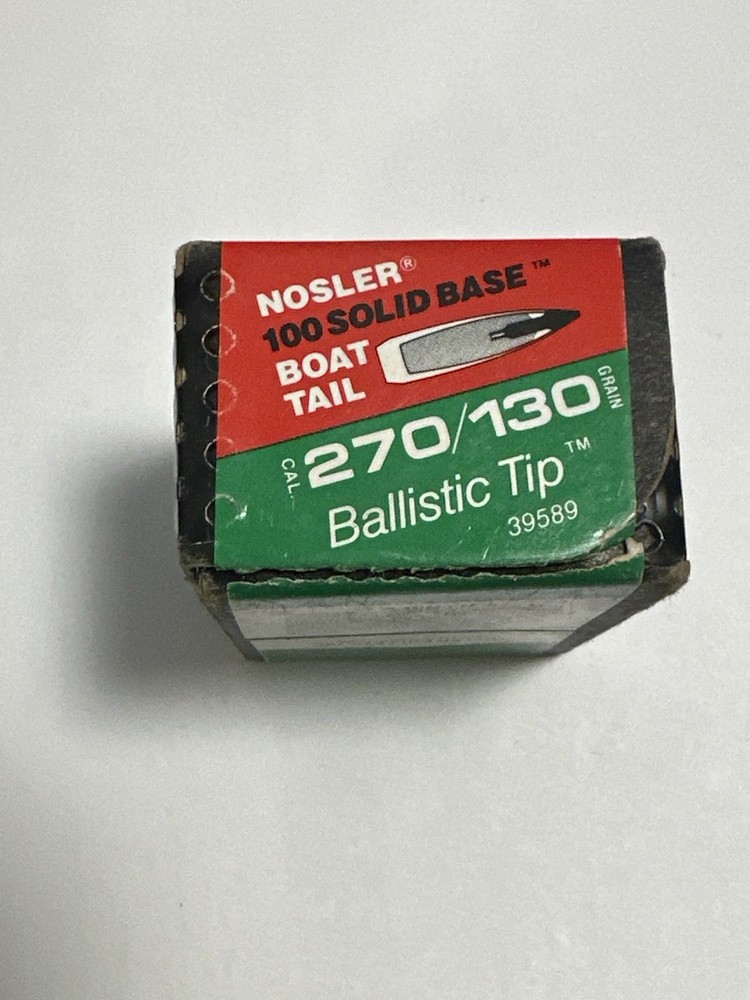 NOSLER®
100 SOLID BASE™
BOAT
TAIL
CAL. 270/130 GRAIN
Ballistic Tip™
39589